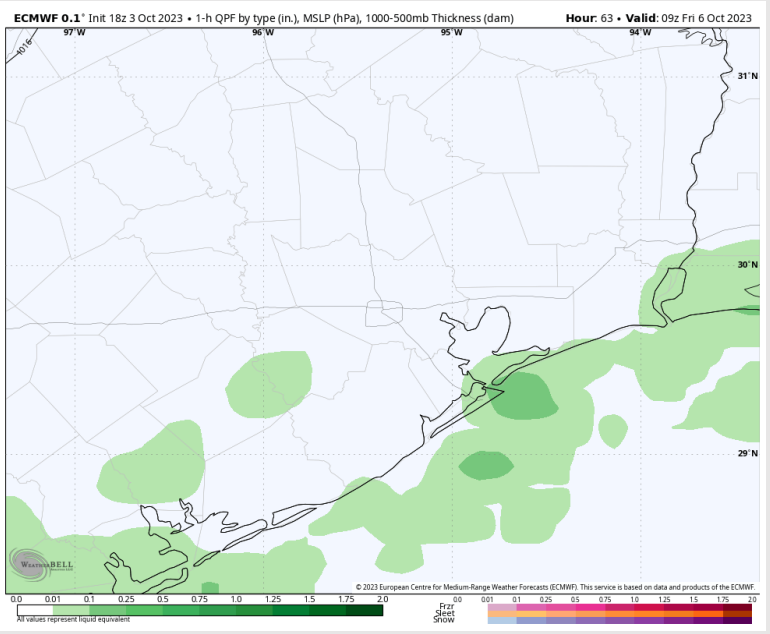 ECMWF 0.1° Init 18z 3 Oct 2023 • 1-h QPF by type (in.), MSLP (hPa), 1000-500mb Thickness (dam) Hour: 63 • Valid: 09z Fri 6 Oct 2023
97°W 96°W 95°W 94°W
1016
31°N
30°N
29°N
WEATHERBELL
© 2023 European Centre for Medium-Range Weather Forecasts (ECMWF). This service is based on data and products of the ECMWF.
0.0 0.01 0.1 0.25 0.5 0.75 1.0 1.25 1.5 1.75 2.0
0.0 0.01 0.1 0.25 0.5 0.75 1.0 1.25 1.5 1.75 2.0
Frzr
Sleet
Snow
All values represent liquid equivalent